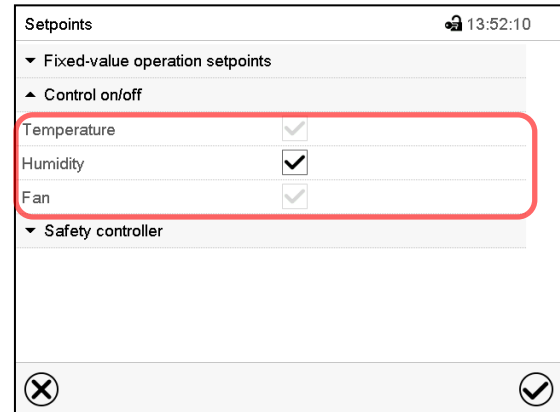 Setpoints 13:52:10
Fixed-value operation setpoints
Control on/off
Temperature
Humidity
Fan
Safety controller